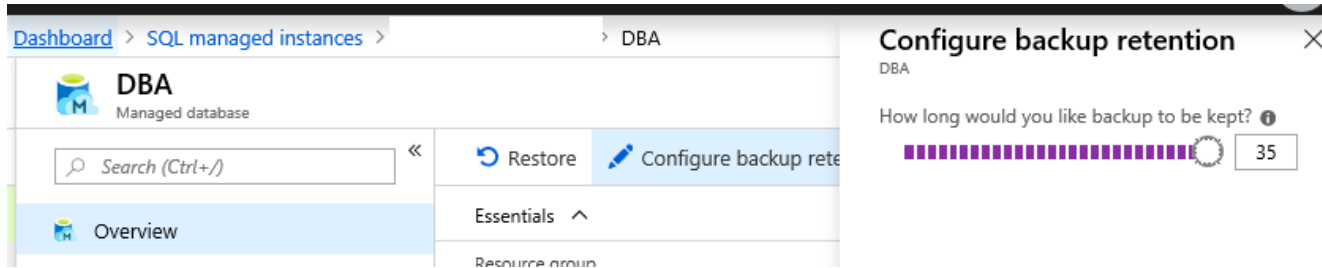 Dashboard > SQL managed instances > > DBA
DBA
Managed database
Search (Ctrl+/)
«
Overview
Restore
Configure backup rete
Essentials
Resource group
Configure backup retention
DBA
How long would you like backup to be kept?
35